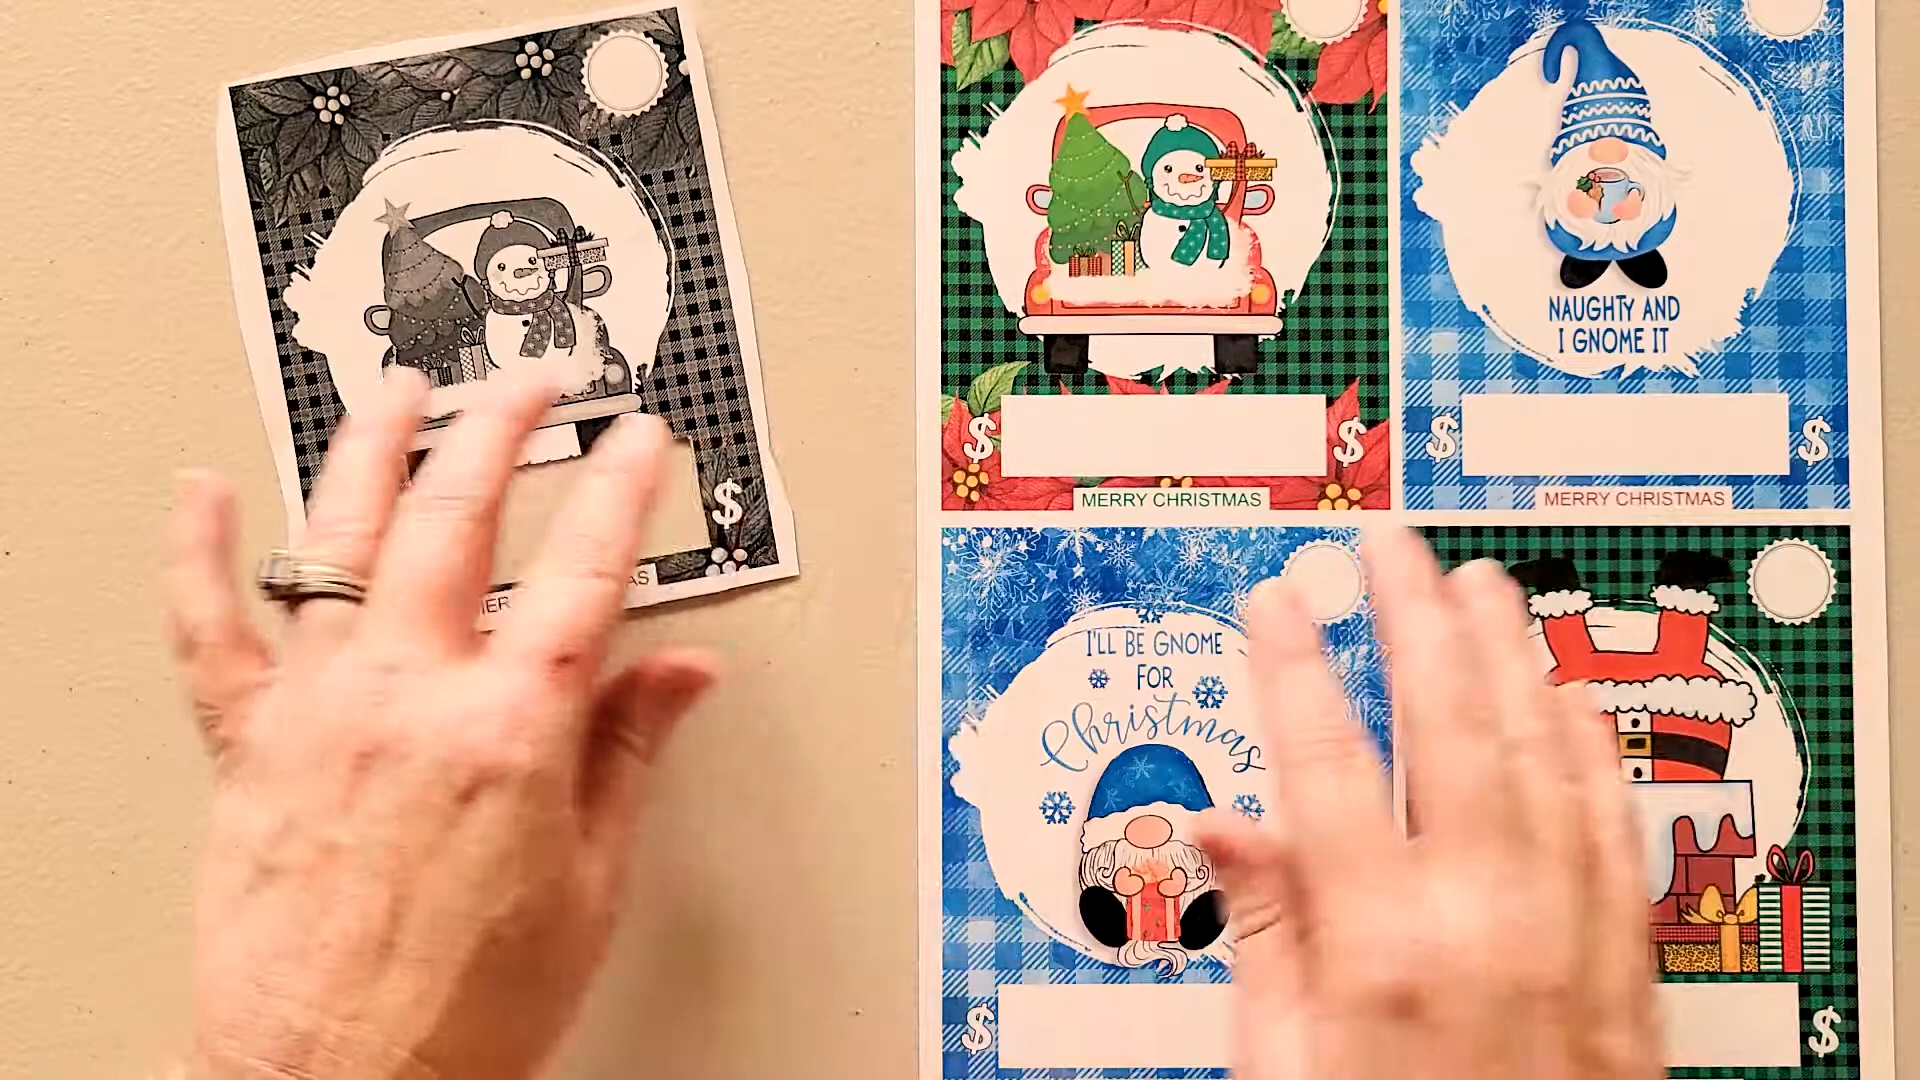 $
NAUGHTY AND
I GNOME IT
$ $
MERRY CHRISTMAS
$ $
MERRY CHRISTMAS
I'LL BE GNOME
FOR
Christmas
$
$